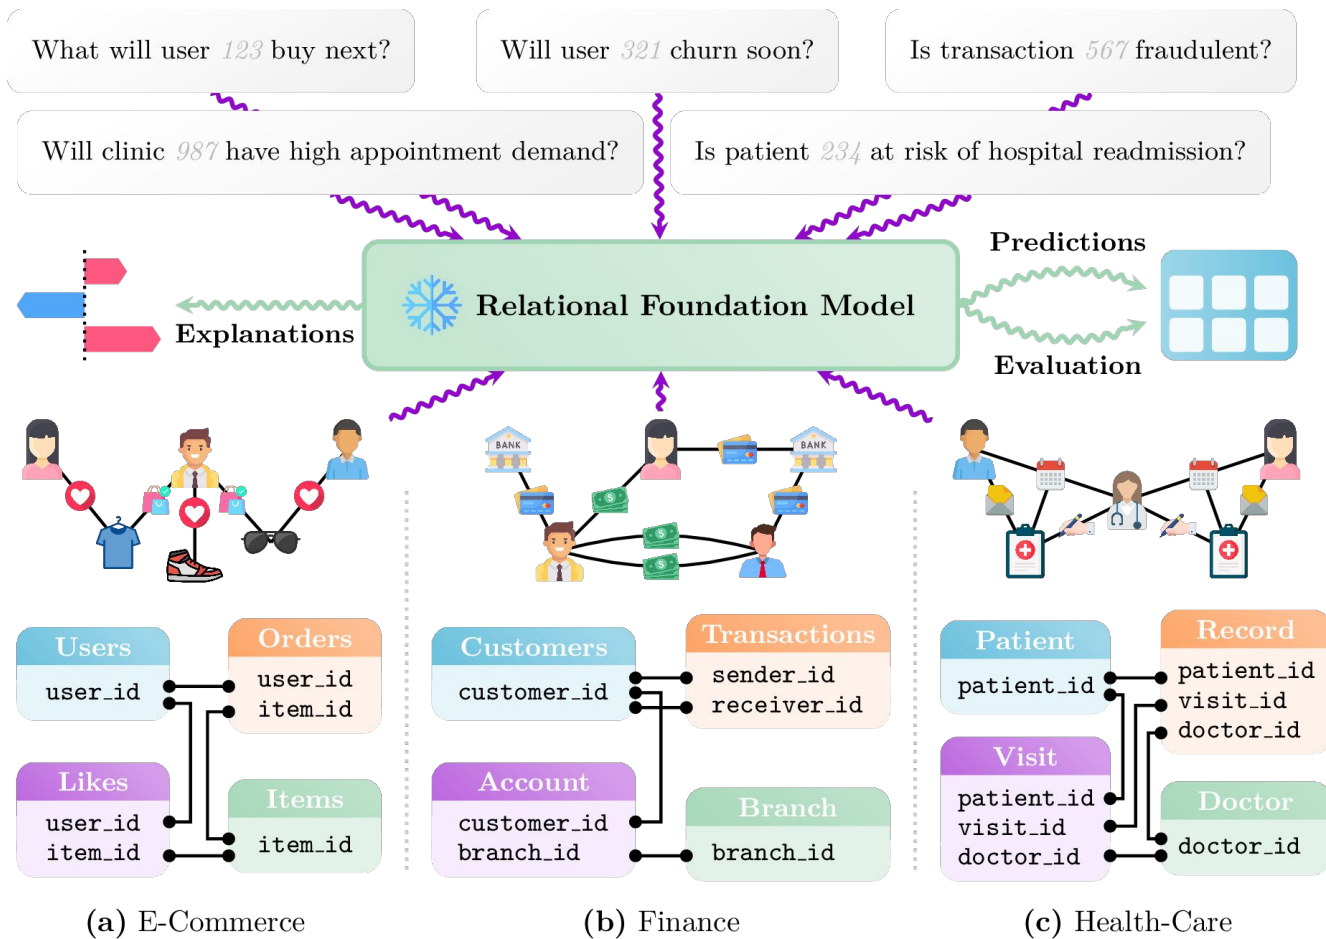 What will user 123 buy next?
Will user 321 churn soon?
Is transaction 567 fraudulent?
Will clinic 987 have high appointment demand?
Is patient 234 at risk of hospital readmission?
Explanations
Relational Foundation Model
Predictions
Evaluation
BANK
BANK
Users
user_id
Orders
user_id
item_id
Likes
user_id
item_id
Items
item_id
Customers
customer_id
Transactions
sender_id
receiver_id
Account
customer_id
branch_id
Branch
branch_id
Patient
patient_id
Record
patient_id
visit_id
doctor_id
Visit
patient_id
visit_id
doctor_id
Doctor
doctor_id
(a) E-Commerce
(b) Finance
(c) Health-Care